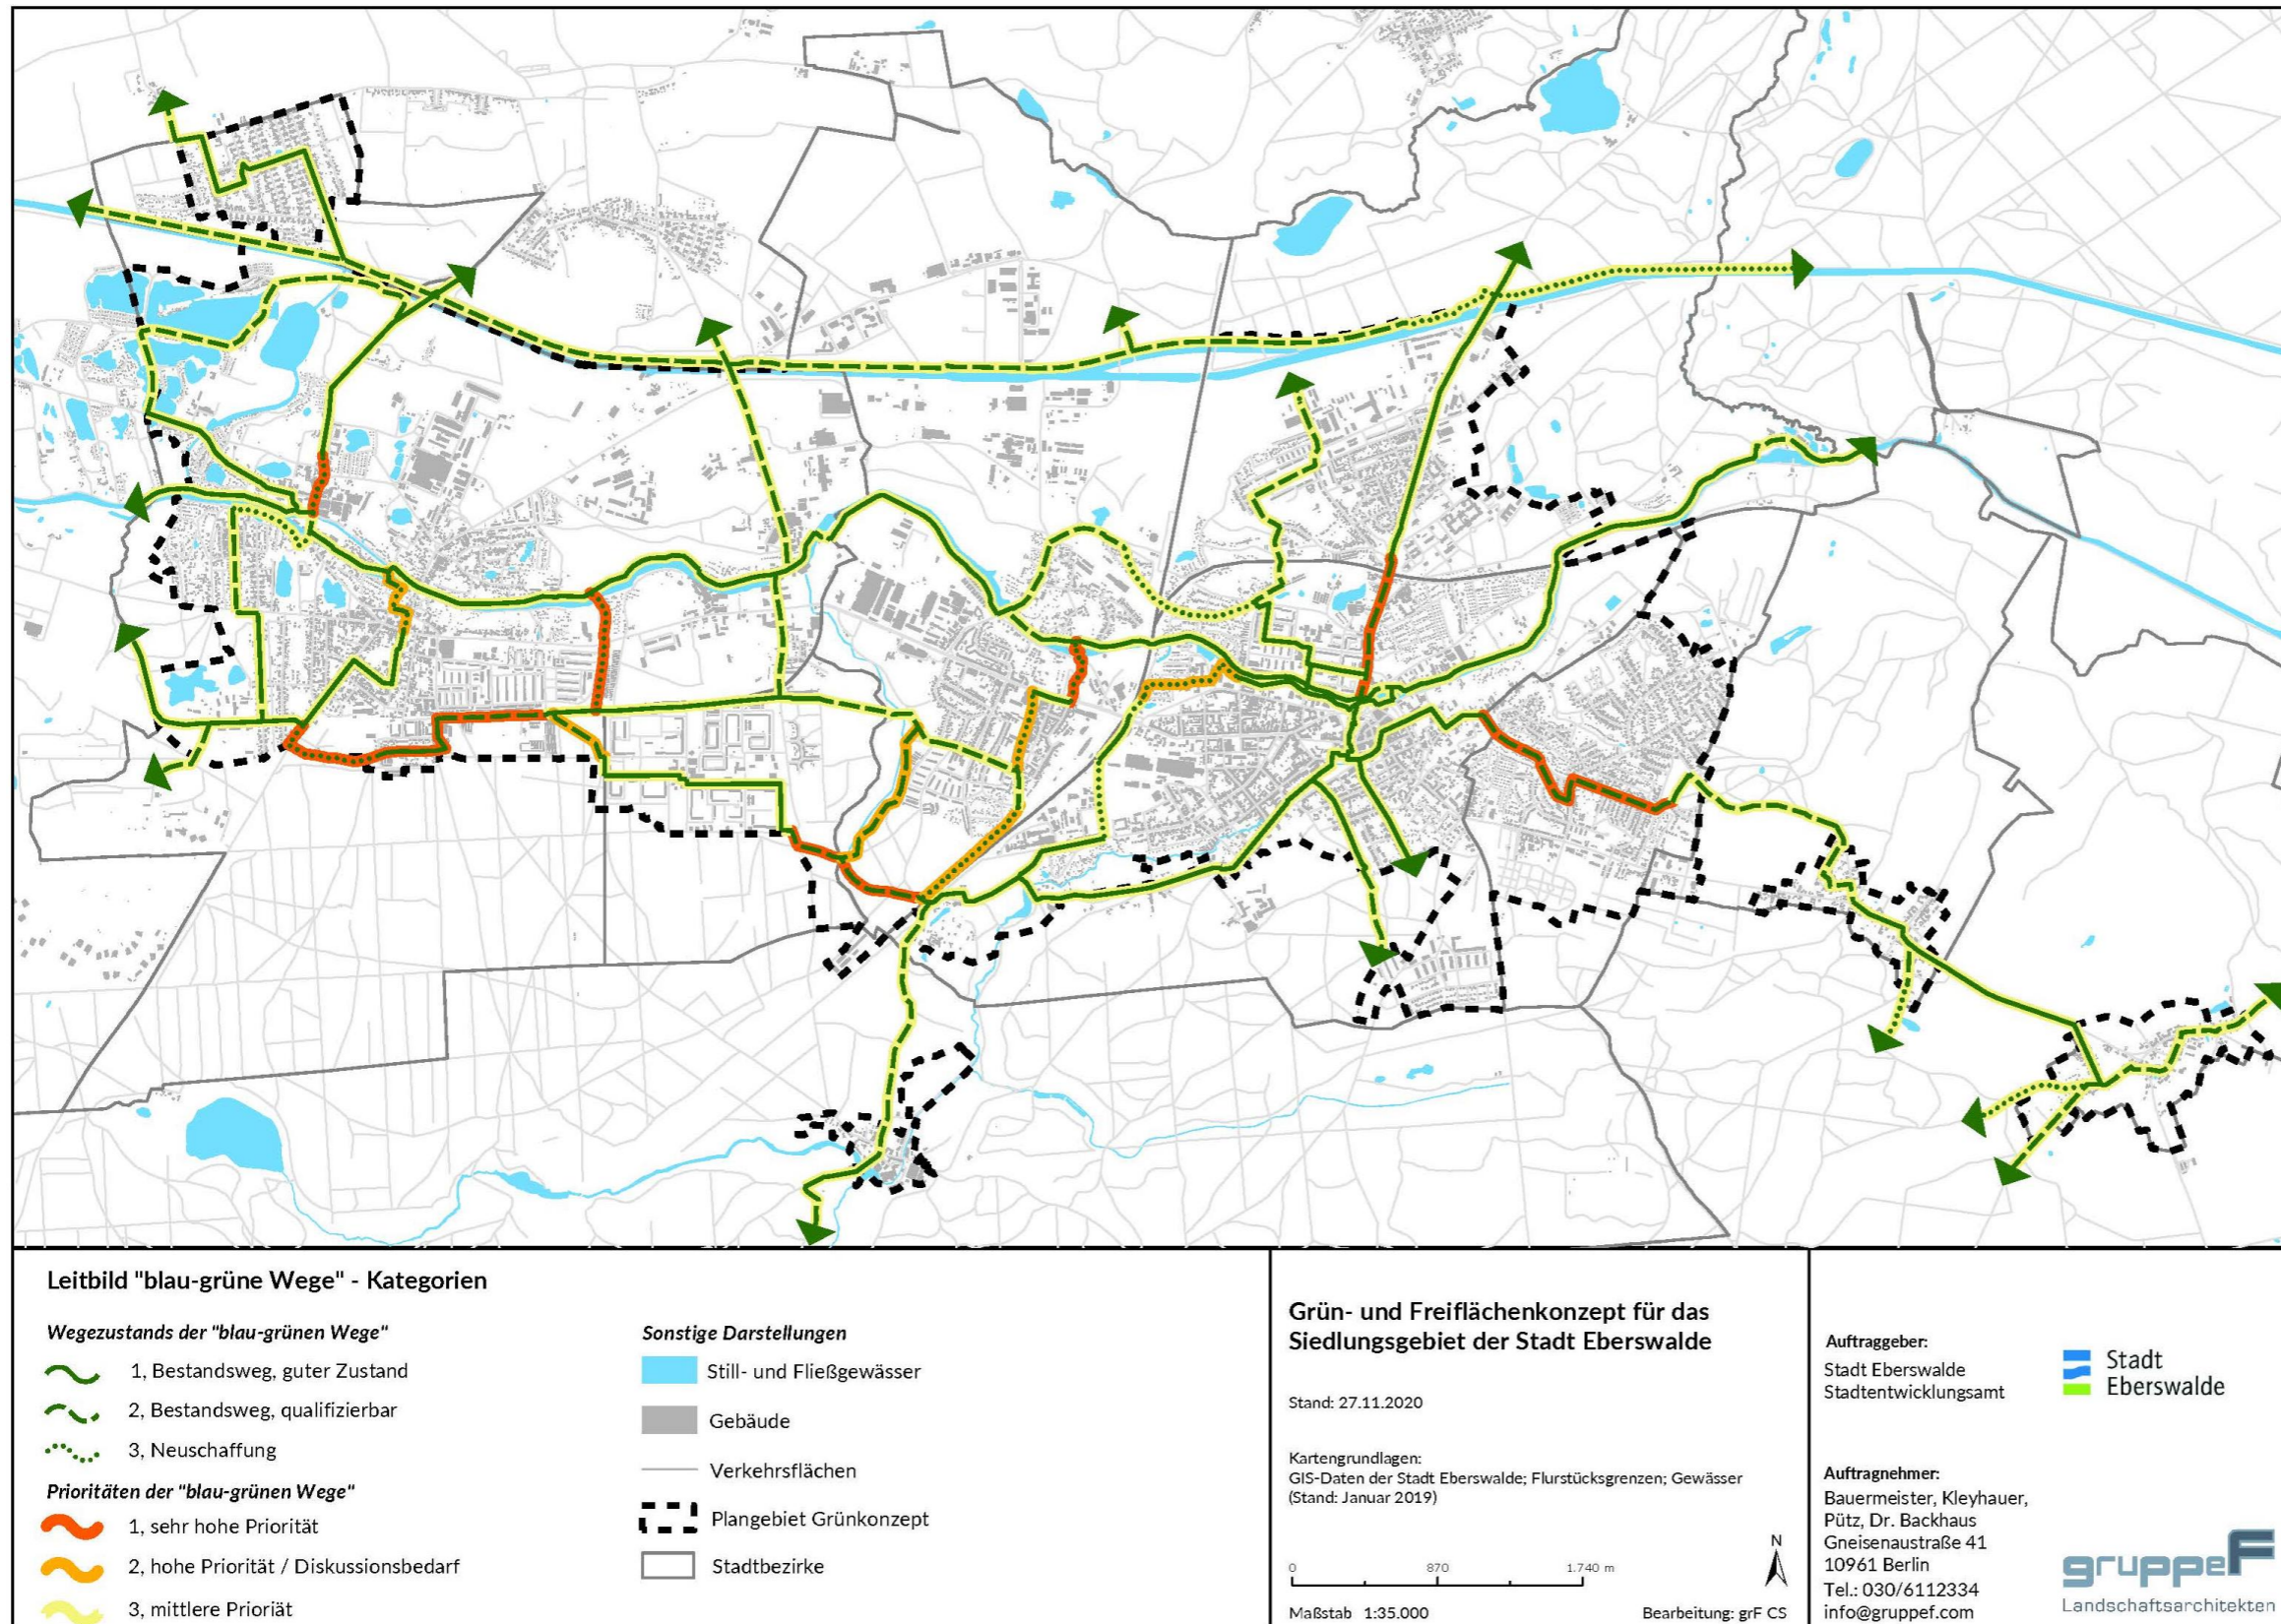 Leitbild "blau-grüne Wege" - Kategorien
Wegezustands der "blau-grünen Wege"
1, Bestandsweg, guter Zustand
2, Bestandsweg, qualifizierbar
3, Neuschaffung
Prioritäten der "blau-grünen Wege"
1, sehr hohe Priorität
2, hohe Priorität / Diskussionsbedarf
3, mittlere Prioriät
Sonstige Darstellungen
Still- und Fließgewässer
Gebäude
Verkehrsflächen
Plangebiet Grünkonzept
Stadtbezirke
Grün- und Freiflächenkonzept für das
Siedlungsgebiet der Stadt Eberswalde
Stand: 27.11.2020
Kartengrundlagen:
GIS-Daten der Stadt Eberswalde; Flurstücksgrenzen; Gewässer
(Stand: Januar 2019)
N
0 870 1.740 m
Maßstab 1:35.000
Bearbeitung: grF CS
Auftraggeber:
Stadt Eberswalde
Stadtentwicklungsamt
Stadt
Eberswalde
Auftragnehmer:
Bauermeister, Kleyhauer,
Pütz, Dr. Backhaus
Gneisenaustraße 41
10961 Berlin
Tel.: 030/6112334
info@gruppef.com
gruppeF
Landschaftsarchitekten